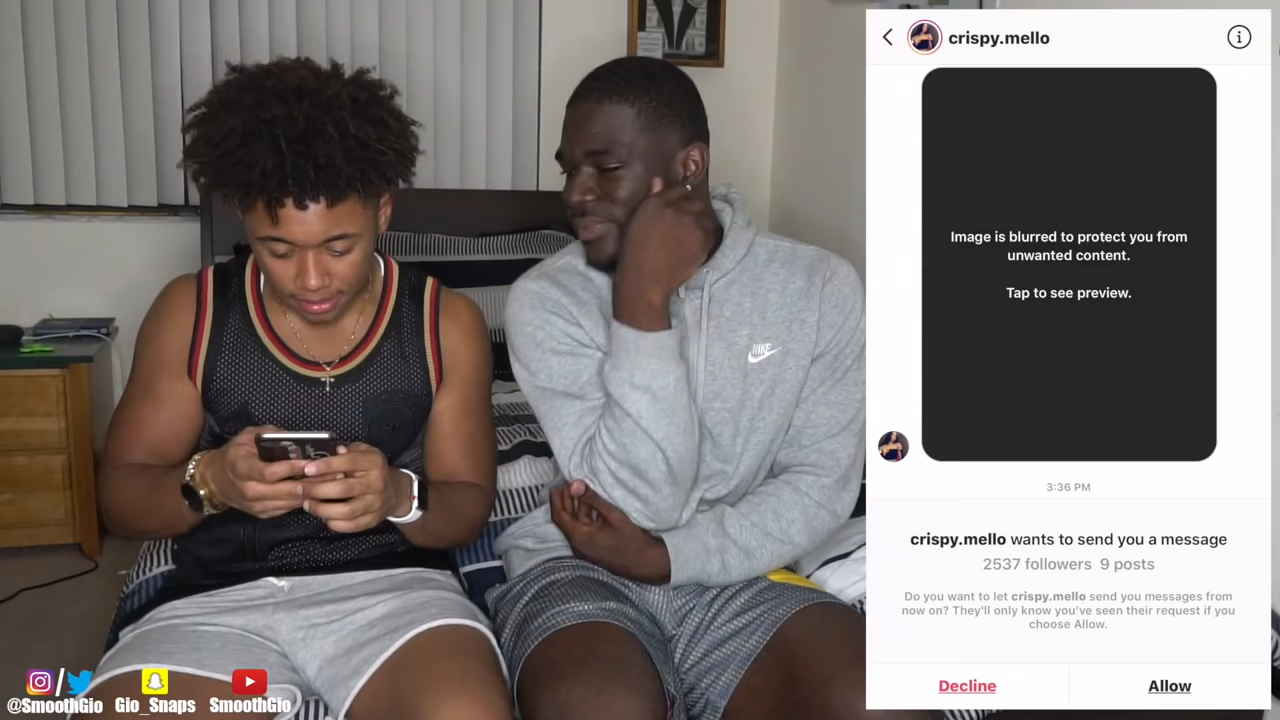 crispy.mello
Image is blurred to protect you from
unwanted content.
Tap to see preview.
3:36 PM
crispy.mello wants to send you a message
2537 followers 9 posts
Do you want to let crispy.mello send you messages from
now on? They'll only know you've seen their request if you
choose Allow.
Decline
Allow
NIKE
@SmoothGio
Gio_Snaps
SmoothGio